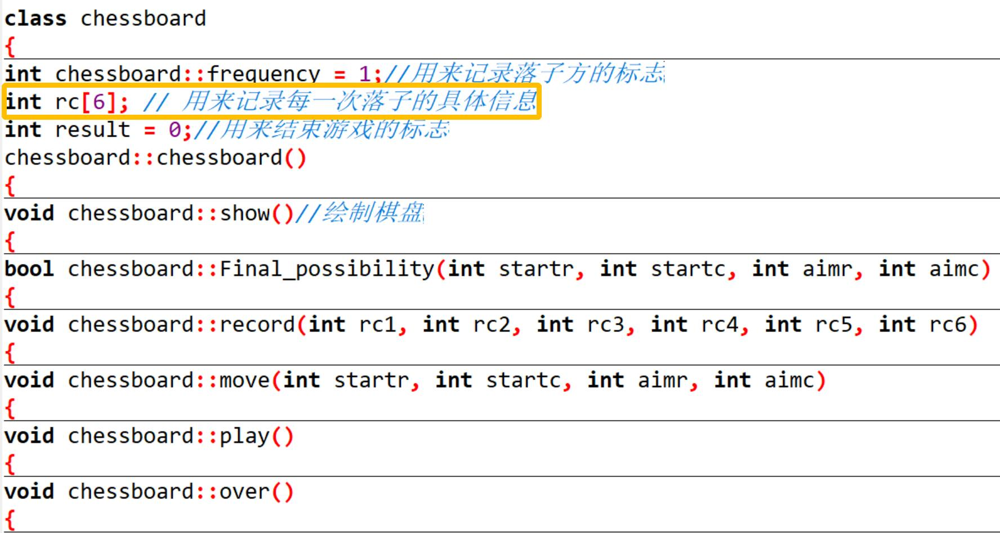 class chessboard
{
int chessboard::frequency = 1;//用来记录落子方的标志
int rc[6]; // 用来记录每一次落子的具体信息
int result = 0;//用来结束游戏的标志
chessboard::chessboard()
{
void chessboard::show()//绘制棋盘
{
bool chessboard::Final_possibility(int startr, int startc, int aimr, int aimc)
{
void chessboard::record(int rc1, int rc2, int rc3, int rc4, int rc5, int rc6)
{
void chessboard::move(int startr, int startc, int aimr, int aimc)
{
void chessboard::play()
{
void chessboard::over()
{